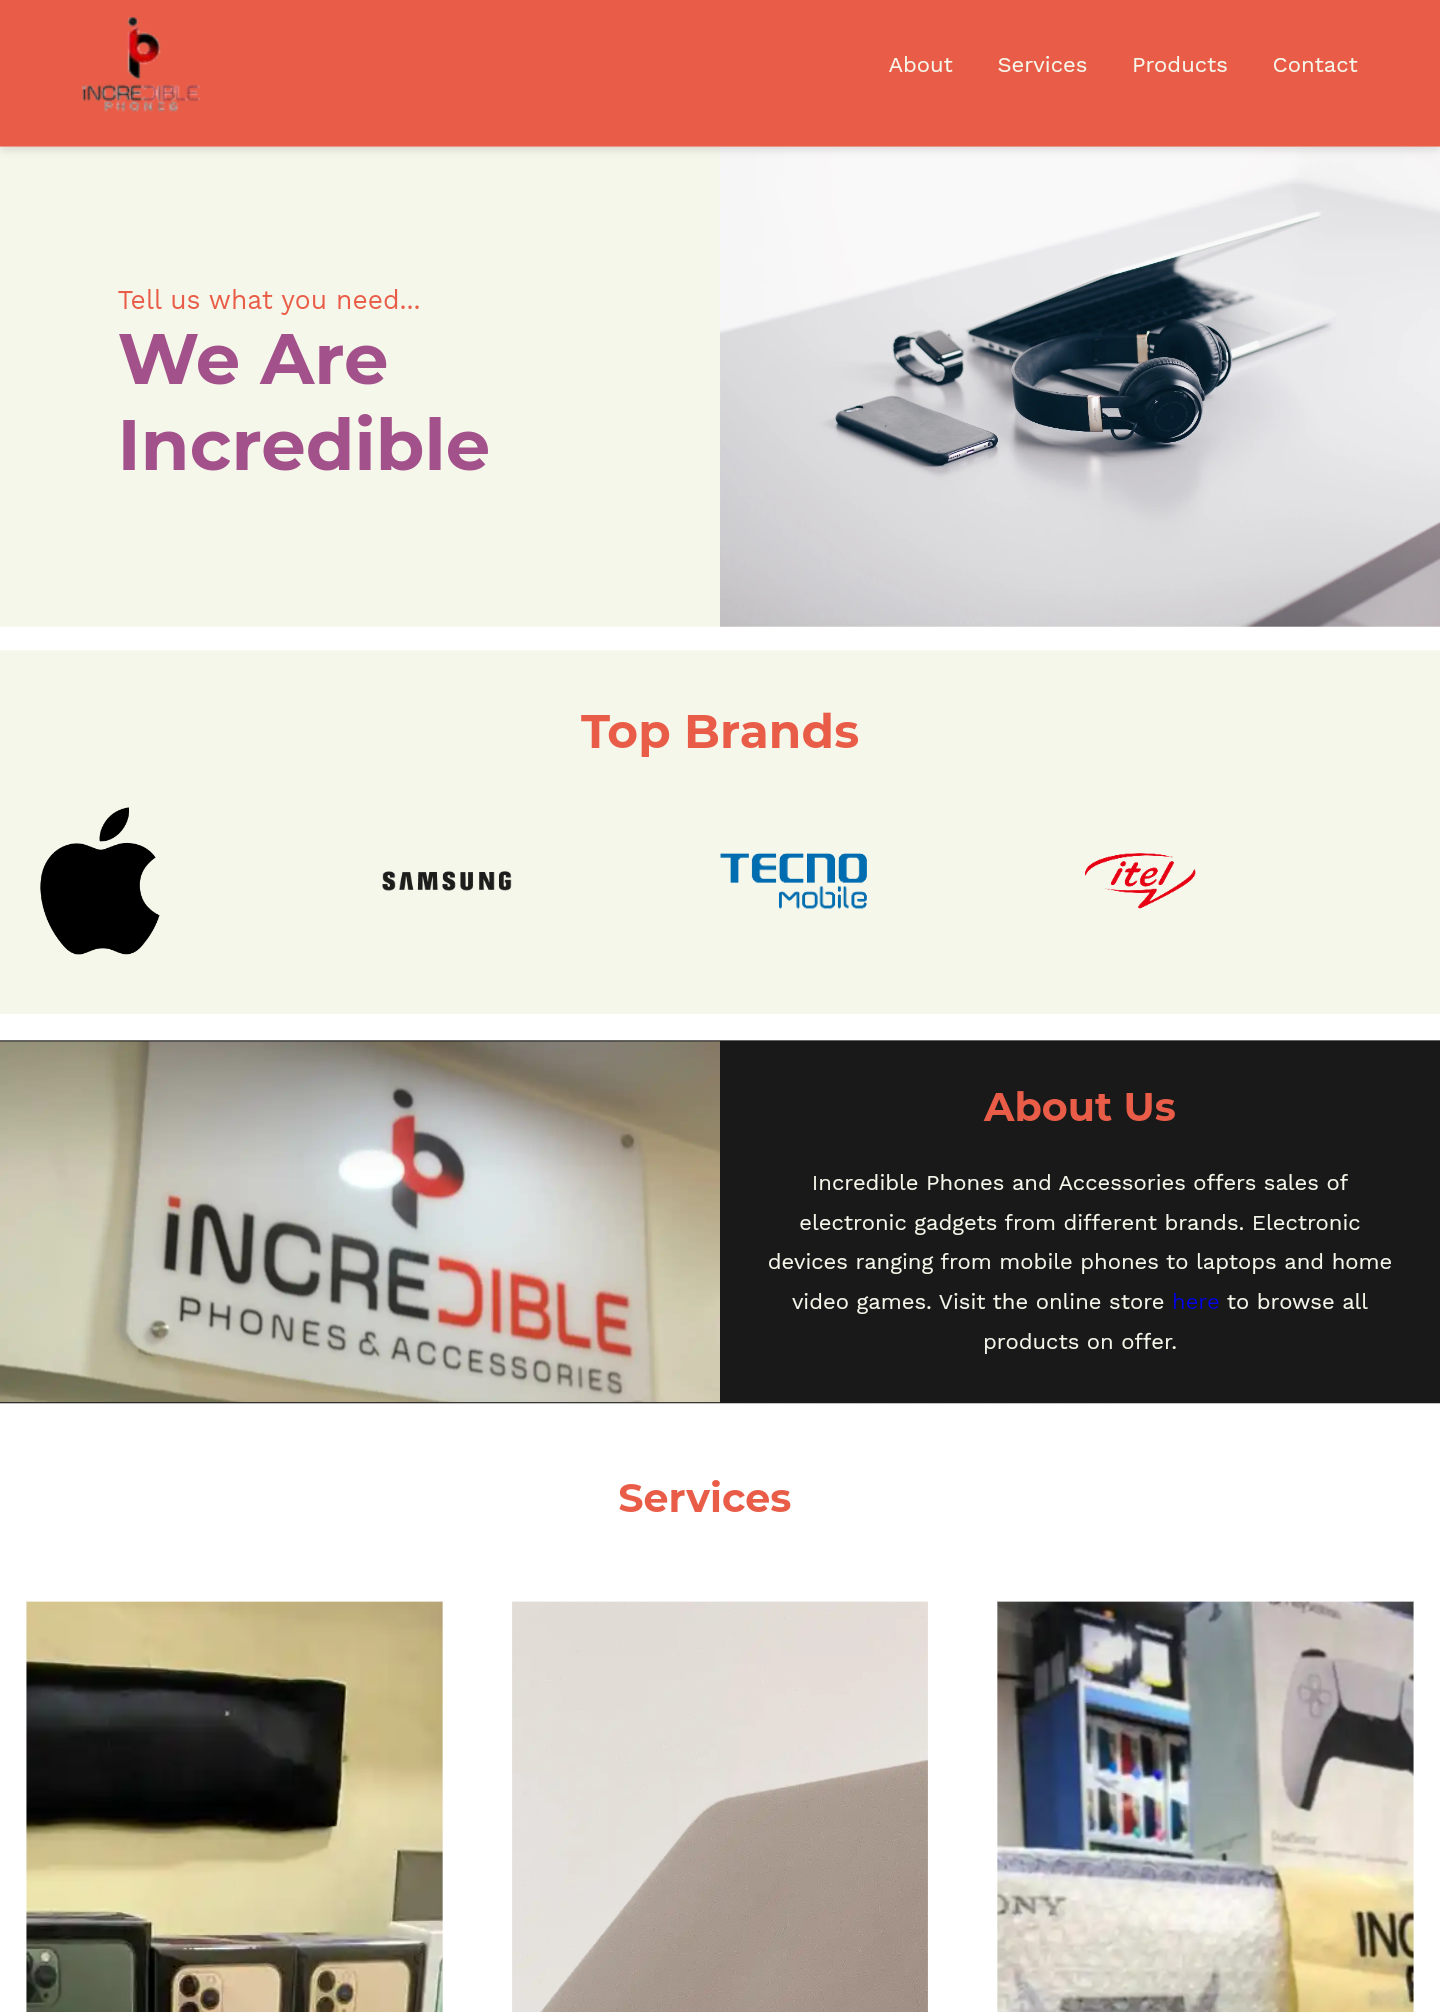 iNCREDIBLE
PHONES
About
Services
Products
Contact
Tell us what you need...
We Are
Incredible
Top Brands
SAMSUNG
TECNO
mobile
itel
iNCREDIBLE
PHONES & ACCESSORIES
About Us
Incredible Phones and Accessories offers sales of
electronic gadgets from different brands. Electronic
devices ranging from mobile phones to laptops and home
video games. Visit the online store here to browse all
products on offer.
Services
DualSense
ONY
INC